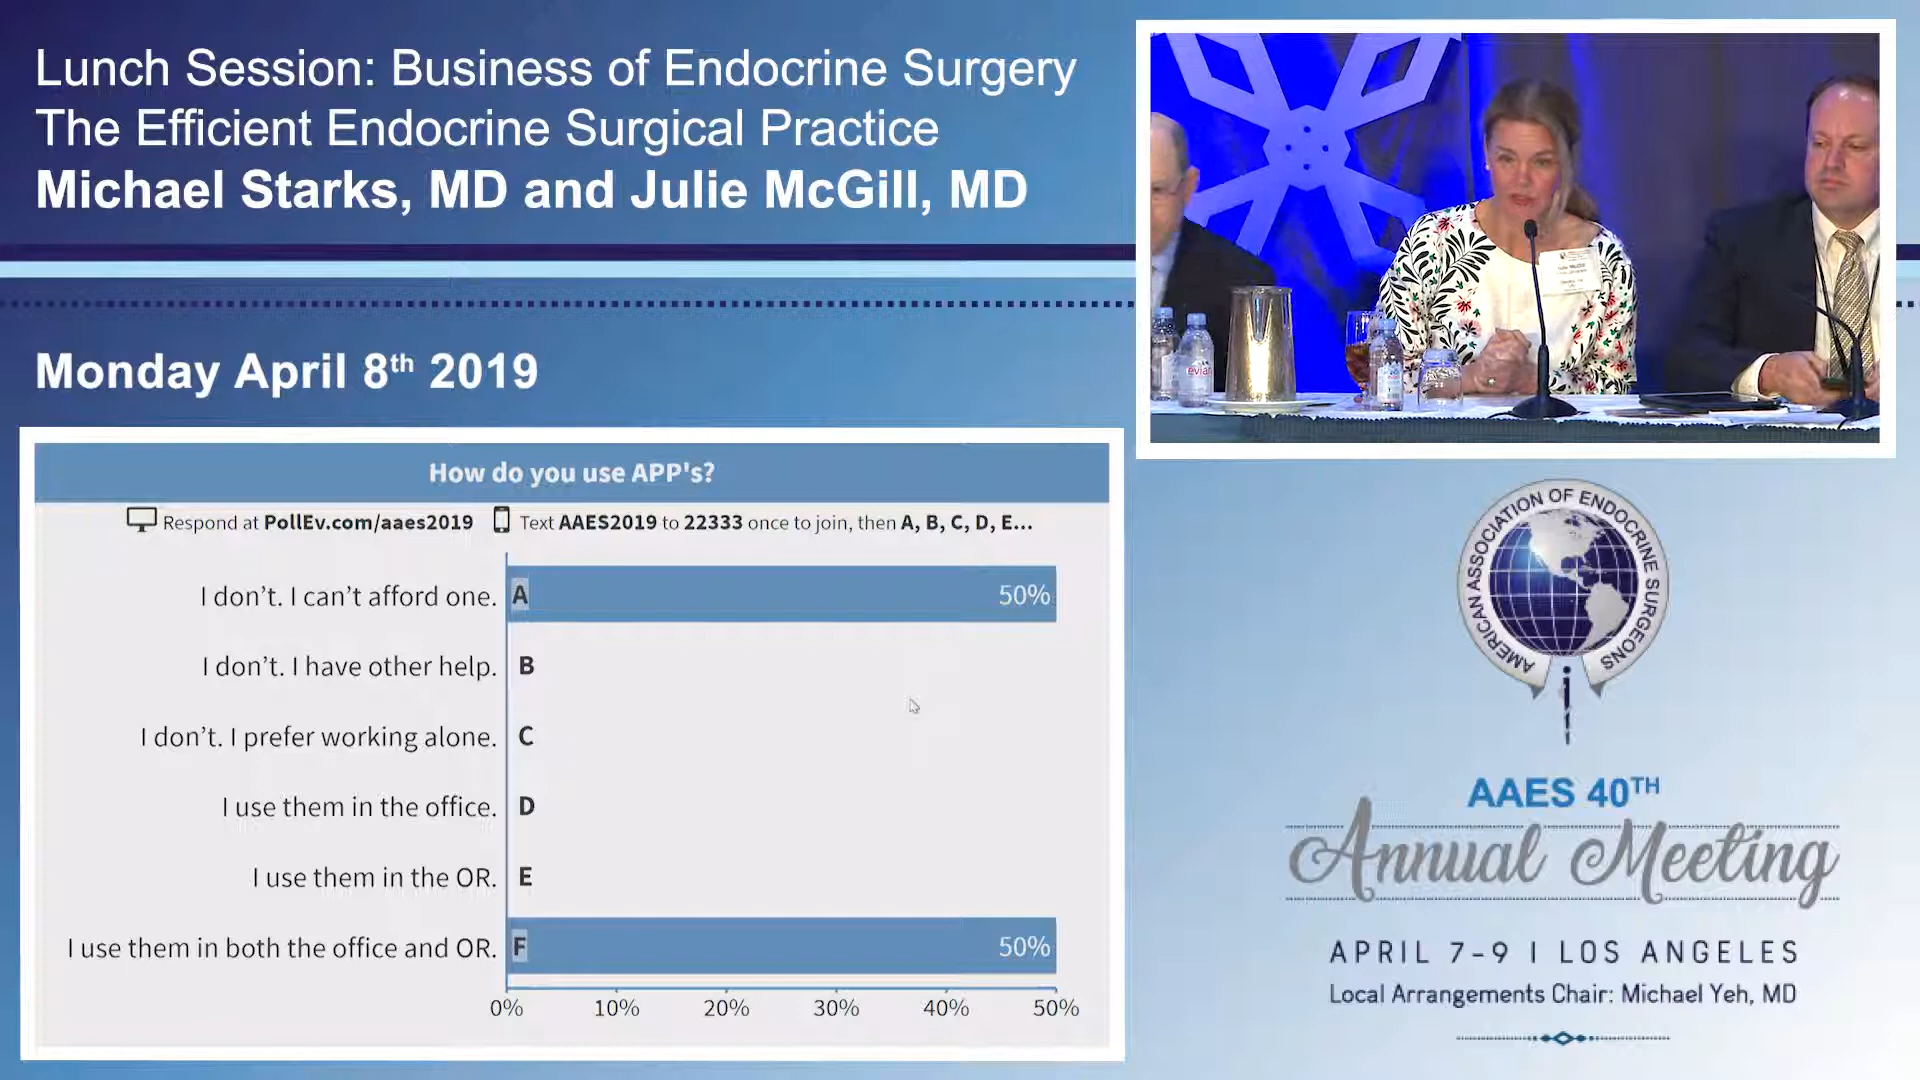 Lunch Session: Business of Endocrine Surgery
The Efficient Endocrine Surgical Practice
Michael Starks, MD and Julie McGill, MD
Monday April 8th 2019
How do you use APP's?
Respond at PollEv.com/aaes2019 Text AAES2019 to 22333 once to join, then A, B, C, D, E...
I don't. I can't afford one. A 50%
I don't. I have other help. B
I don't. I prefer working alone. C
I use them in the office. D
I use them in the OR. E
I use them in both the office and OR. F 50%
0% 10% 20% 30% 40% 50%
evian
AMERICAN ASSOCIATION OF ENDOCRINE SURGEONS
AAES 40TH
Annual Meeting
APRIL 7-9 | LOS ANGELES
Local Arrangements Chair: Michael Yeh, MD